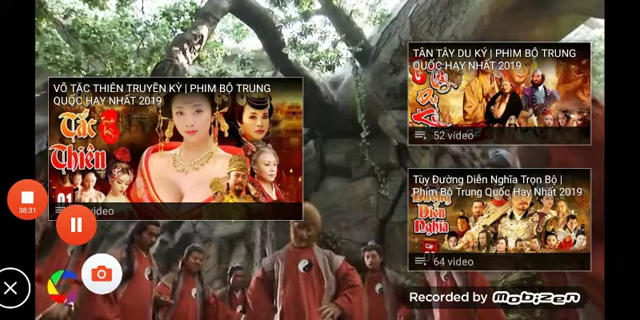 VÕ TẮC THIÊN TRUYỀN KỲ | PHIM BỘ TRUNG
QUỐC HAY NHẤT 2019
Tắc
Thiên
01
video
TÂN TÂY DU KÝ | PHIM BỘ TRUNG
QUỐC HAY NHẤT 2019
52 video
Tùy Đường Diễn Nghĩa Trọn Bộ |
Phim Bộ Trung Quốc Hay Nhất 2019
Đường
Diễn
Nghĩa
64 video
38:31
Recorded by mobizen